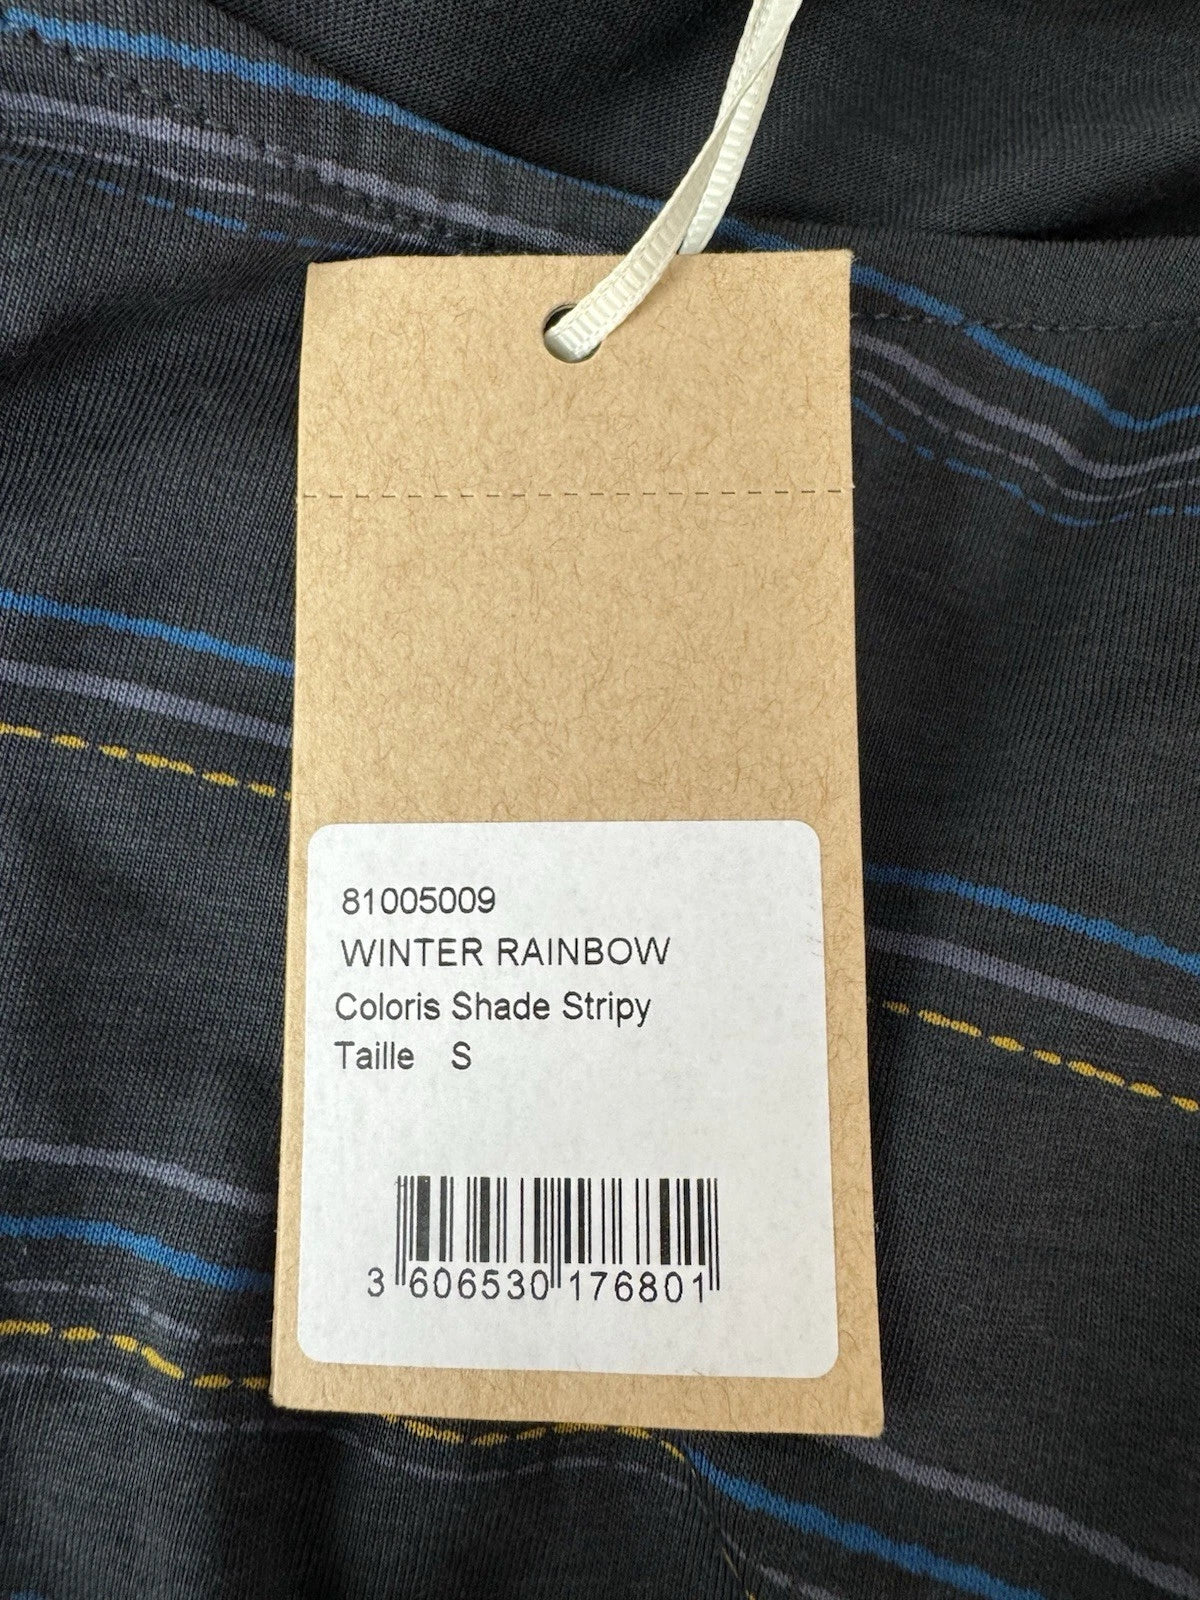 81005009
WINTER RAINBOW
Coloris Shade Stripy
Taille S
3 606530 176801